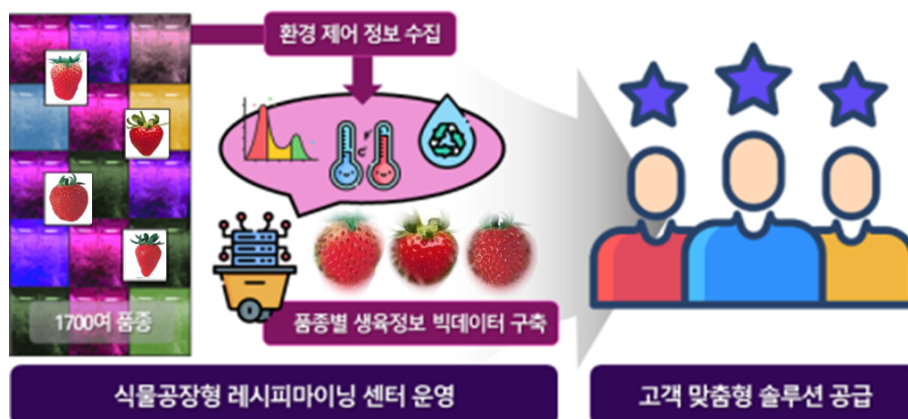 환경 제어 정보 수집
1700여 품종
품종별 생육정보 빅데이터 구축
식물공장형 레시피마이닝 센터 운영
고객 맞춤형 솔루션 공급